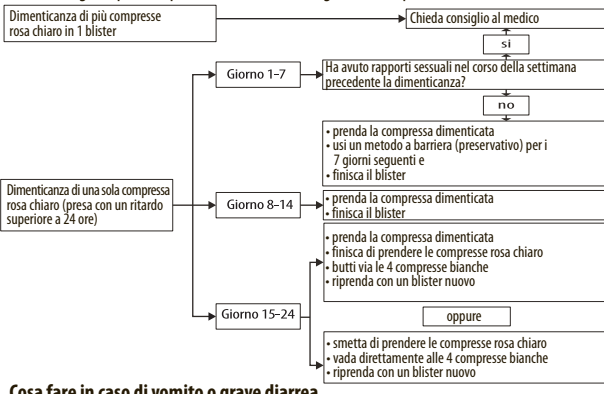 Dimenticanza di più compresse
rosa chiaro in 1 blister
Chieda consiglio al medico
si
Giorno 1–7
Ha avuto rapporti sessuali nel corso della settimana
precedente la dimenticanza?
no
• prenda la compressa dimenticata
• usi un metodo a barriera (preservativo) per i
7 giorni seguenti e
• finisca il blister
Dimenticanza di una sola compressa
rosa chiaro (presa con un ritardo
superiore a 24 ore)
Giorno 8–14
• prenda la compressa dimenticata
• finisca il blister
• prenda la compressa dimenticata
• finisca di prendere le compresse rosa chiaro
• butti via le 4 compresse bianche
• riprenda con un blister nuovo
Giorno 15–24
oppure
• smetta di prendere le compresse rosa chiaro
• vada direttamente alle 4 compresse bianche
• riprenda con un blister nuovo
Cosa fare in caso di vomito o grave diarrea